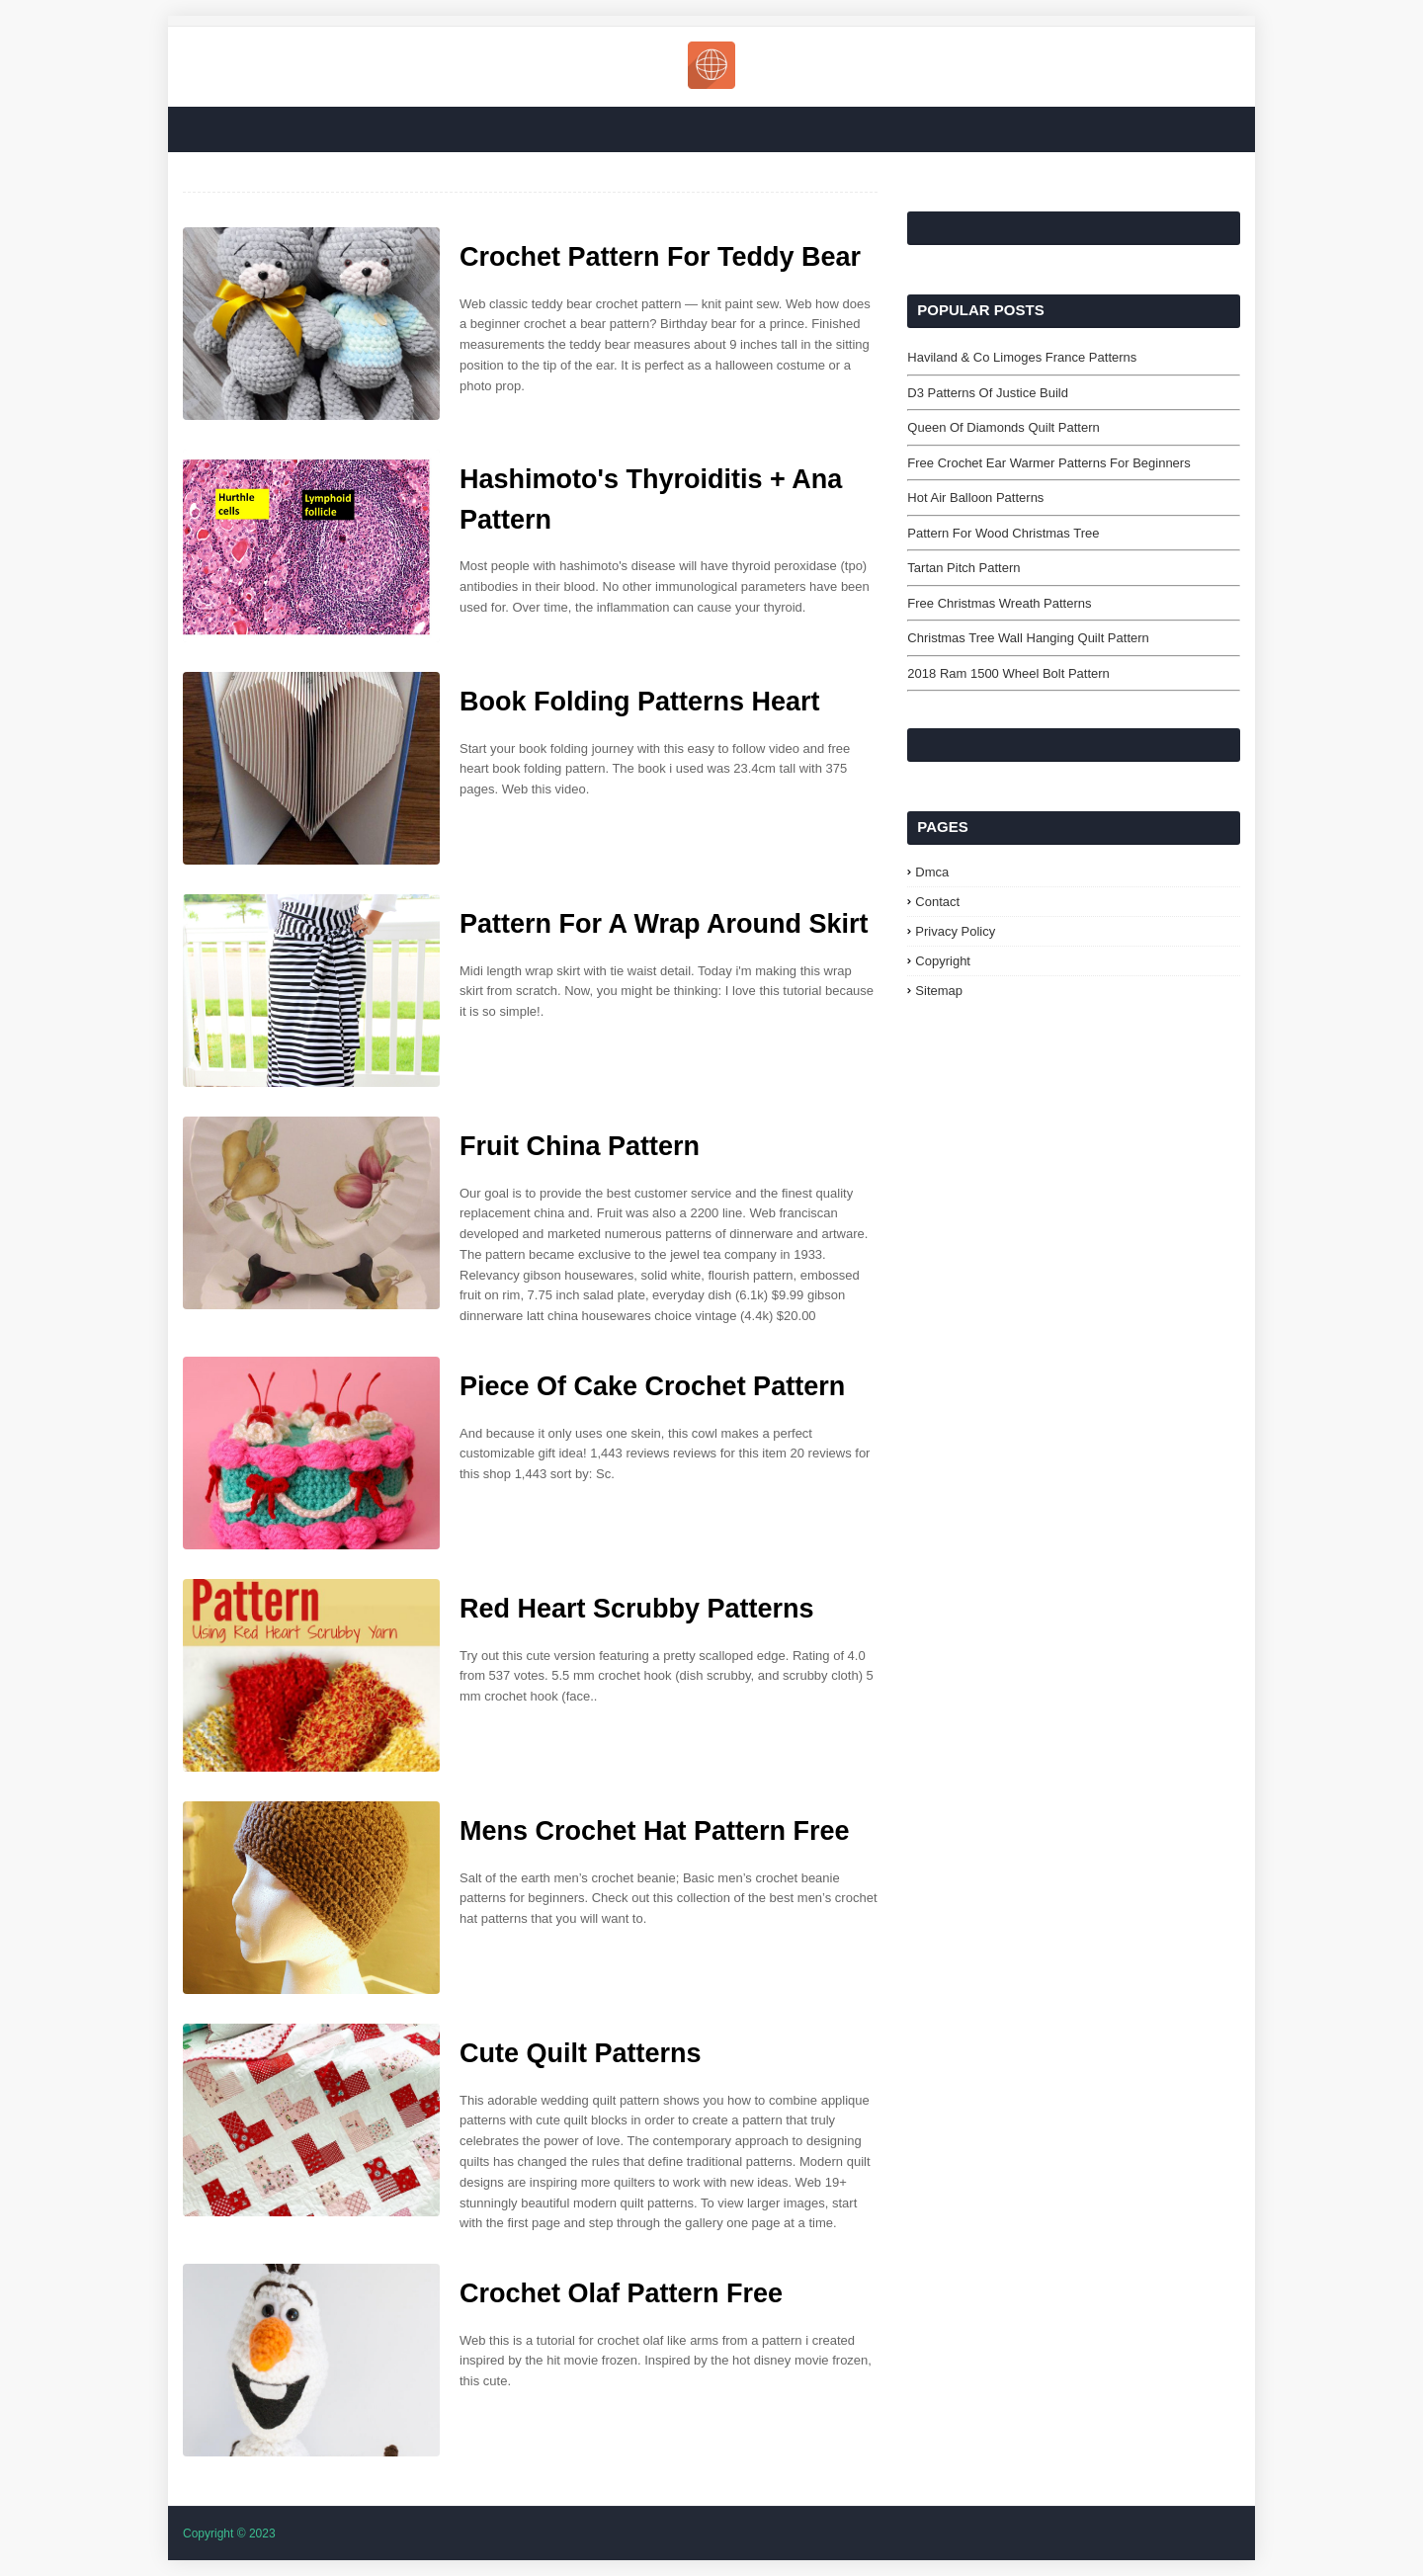 Crochet Pattern For Teddy Bear
Web classic teddy bear crochet pattern — knit paint sew. Web how does
a beginner crochet a bear pattern? Birthday bear for a prince. Finished
measurements the teddy bear measures about 9 inches tall in the sitting
position to the tip of the ear. It is perfect as a halloween costume or a
photo prop.
Hurthle
cells
Lymphoid
follicle
Hashimoto's Thyroiditis + Ana
Pattern
Most people with hashimoto's disease will have thyroid peroxidase (tpo)
antibodies in their blood. No other immunological parameters have been
used for. Over time, the inflammation can cause your thyroid.
Book Folding Patterns Heart
Start your book folding journey with this easy to follow video and free
heart book folding pattern. The book i used was 23.4cm tall with 375
pages. Web this video.
Pattern For A Wrap Around Skirt
Midi length wrap skirt with tie waist detail. Today i'm making this wrap
skirt from scratch. Now, you might be thinking: I love this tutorial because
it is so simple!.
Fruit China Pattern
Our goal is to provide the best customer service and the finest quality
replacement china and. Fruit was also a 2200 line. Web franciscan
developed and marketed numerous patterns of dinnerware and artware.
The pattern became exclusive to the jewel tea company in 1933.
Relevancy gibson housewares, solid white, flourish pattern, embossed
fruit on rim, 7.75 inch salad plate, everyday dish (6.1k) $9.99 gibson
dinnerware latt china housewares choice vintage (4.4k) $20.00
Piece Of Cake Crochet Pattern
And because it only uses one skein, this cowl makes a perfect
customizable gift idea! 1,443 reviews reviews for this item 20 reviews for
this shop 1,443 sort by: Sc.
Pattern
Using Red Heart Scrubby Yarn
Red Heart Scrubby Patterns
Try out this cute version featuring a pretty scalloped edge. Rating of 4.0
from 537 votes. 5.5 mm crochet hook (dish scrubby, and scrubby cloth) 5
mm crochet hook (face..
Mens Crochet Hat Pattern Free
Salt of the earth men’s crochet beanie; Basic men’s crochet beanie
patterns for beginners. Check out this collection of the best men’s crochet
hat patterns that you will want to.
Cute Quilt Patterns
This adorable wedding quilt pattern shows you how to combine applique
patterns with cute quilt blocks in order to create a pattern that truly
celebrates the power of love. The contemporary approach to designing
quilts has changed the rules that define traditional patterns. Modern quilt
designs are inspiring more quilters to work with new ideas. Web 19+
stunningly beautiful modern quilt patterns. To view larger images, start
with the first page and step through the gallery one page at a time.
Crochet Olaf Pattern Free
Web this is a tutorial for crochet olaf like arms from a pattern i created
inspired by the hit movie frozen. Inspired by the hot disney movie frozen,
this cute.
POPULAR POSTS
Haviland & Co Limoges France Patterns
D3 Patterns Of Justice Build
Queen Of Diamonds Quilt Pattern
Free Crochet Ear Warmer Patterns For Beginners
Hot Air Balloon Patterns
Pattern For Wood Christmas Tree
Tartan Pitch Pattern
Free Christmas Wreath Patterns
Christmas Tree Wall Hanging Quilt Pattern
2018 Ram 1500 Wheel Bolt Pattern
PAGES
Dmca
Contact
Privacy Policy
Copyright
Sitemap
Copyright © 2023